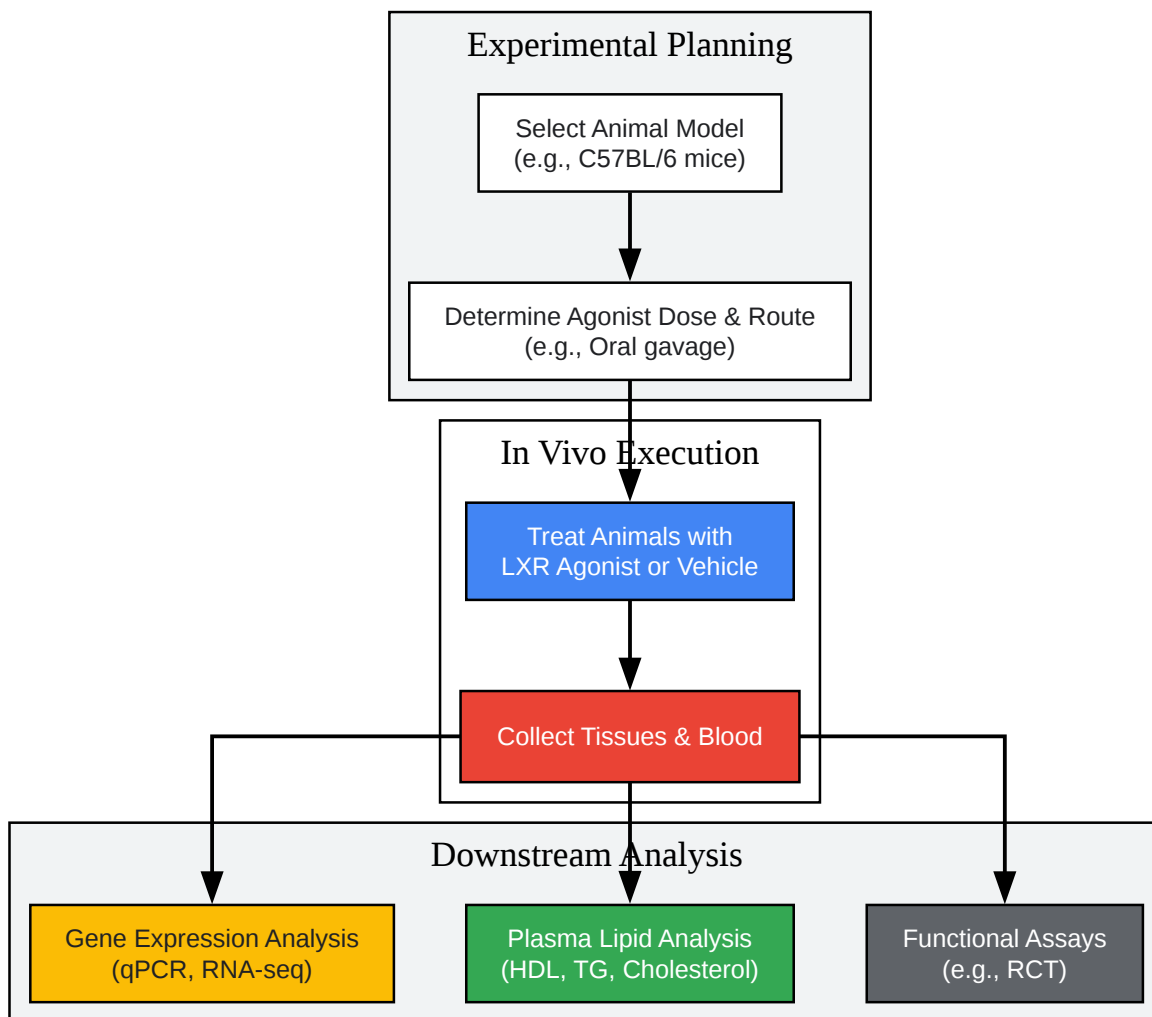 Experimental Planning
Select Animal Model
(e.g., C57BL/6 mice)
Determine Agonist Dose & Route
(e.g., Oral gavage)
In Vivo Execution
Treat Animals with
LXR Agonist or Vehicle
Collect Tissues & Blood
Downstream Analysis
Gene Expression Analysis
(qPCR, RNA-seq)
Plasma Lipid Analysis
(HDL, TG, Cholesterol)
Functional Assays
(e.g., RCT)